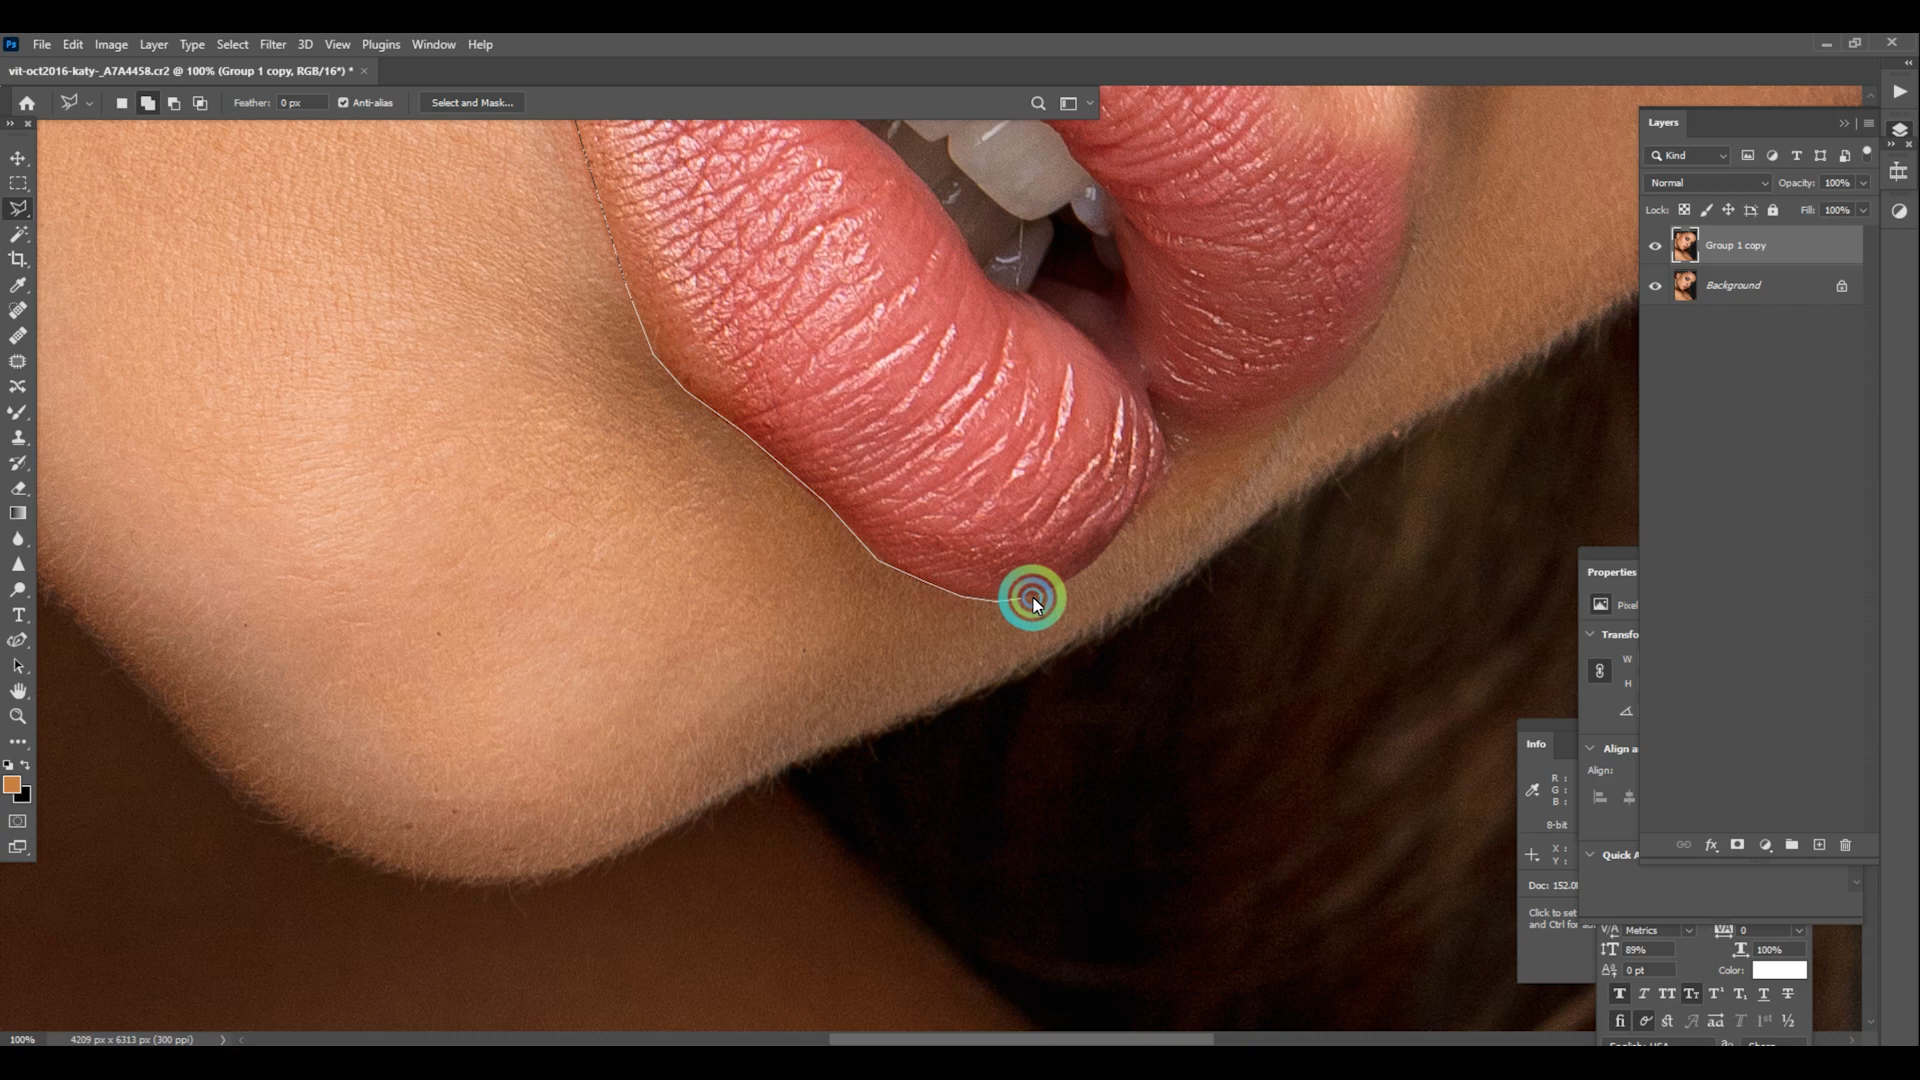 Ps File Edit Image Layer Type Select Filter 3D View Plugins Window Help
vit-oct2016-katy-_A7A4458.cr2 @ 100% (Group 1 copy, RGB/16*) * ×
Feather: 0 px Anti-alias Select and Mask...
Layers
Kind
Normal Opacity: 100%
Lock: Fill: 100%
Group 1 copy
Background
Properties
Pixel
Transfo
W
H
Align a
Align:
Quick A
Info
R :
G :
B :
8-bit
X :
Y :
Doc: 152.0
Click to set
and Ctrl for
Metrics 0
89% 100%
0 pt Color:
100% 4209 px x 6313 px (300 ppi)